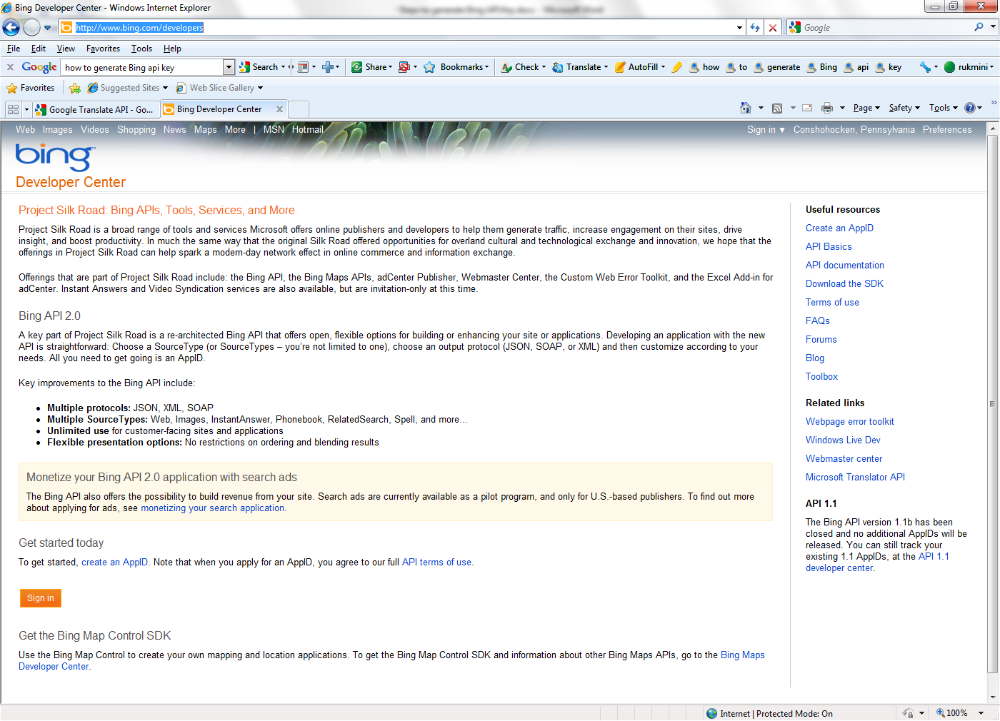 Bing Developer Center - Windows Internet Explorer
http://www.bing.com/developers
Google
File Edit View Favorites Tools Help
x Google how to generate Bing api key Search Share Bookmarks Check Translate AutoFill how to generate Bing api key rukmini
Favorites Suggested Sites Web Slice Gallery
Google Translate API - Go... Bing Developer Center x Page Safety Tools
Web Images Videos Shopping News Maps More | MSN Hotmail Sign in Conshohocken, Pennsylvania Preferences
bing™
Developer Center
Project Silk Road: Bing APIs, Tools, Services, and More
Project Silk Road is a broad range of tools and services Microsoft offers online publishers and developers to help them generate traffic, increase engagement on their sites, drive
insight, and boost productivity. In much the same way that the original Silk Road offered opportunities for overland cultural and technological exchange and innovation, we hope that the
offerings in Project Silk Road can help spark a modern-day network effect in online commerce and information exchange.
Offerings that are part of Project Silk Road include: the Bing API, the Bing Maps APIs, adCenter Publisher, Webmaster Center, the Custom Web Error Toolkit, and the Excel Add-in for
adCenter. Instant Answers and Video Syndication services are also available, but are invitation-only at this time.
Bing API 2.0
A key part of Project Silk Road is a re-architected Bing API that offers open, flexible options for building or enhancing your site or applications. Developing an application with the new
API is straightforward: Choose a SourceType (or SourceTypes – you're not limited to one), choose an output protocol (JSON, SOAP, or XML) and then customize according to your
needs. All you need to get going is an AppID.
Key improvements to the Bing API include:
• Multiple protocols: JSON, XML, SOAP
• Multiple SourceTypes: Web, Images, InstantAnswer, Phonebook, RelatedSearch, Spell, and more...
• Unlimited use for customer-facing sites and applications
• Flexible presentation options: No restrictions on ordering and blending results
Monetize your Bing API 2.0 application with search ads
The Bing API also offers the possibility to build revenue from your site. Search ads are currently available as a pilot program, and only for U.S.-based publishers. To find out more
about applying for ads, see monetizing your search application.
Get started today
To get started, create an AppID. Note that when you apply for an AppID, you agree to our full API terms of use.
Sign in
Get the Bing Map Control SDK
Use the Bing Map Control to create your own mapping and location applications. To get the Bing Map Control SDK and information about other Bing Maps APIs, go to the Bing Maps
Developer Center.
Useful resources
Create an AppID
API Basics
API documentation
Download the SDK
Terms of use
FAQs
Forums
Blog
Toolbox
Related links
Webpage error toolkit
Windows Live Dev
Webmaster center
Microsoft Translator API
API 1.1
The Bing API version 1.1b has been
closed and no additional AppIDs will be
released. You can still track your
existing 1.1 AppIDs, at the API 1.1
developer center.
Internet | Protected Mode: On 100%